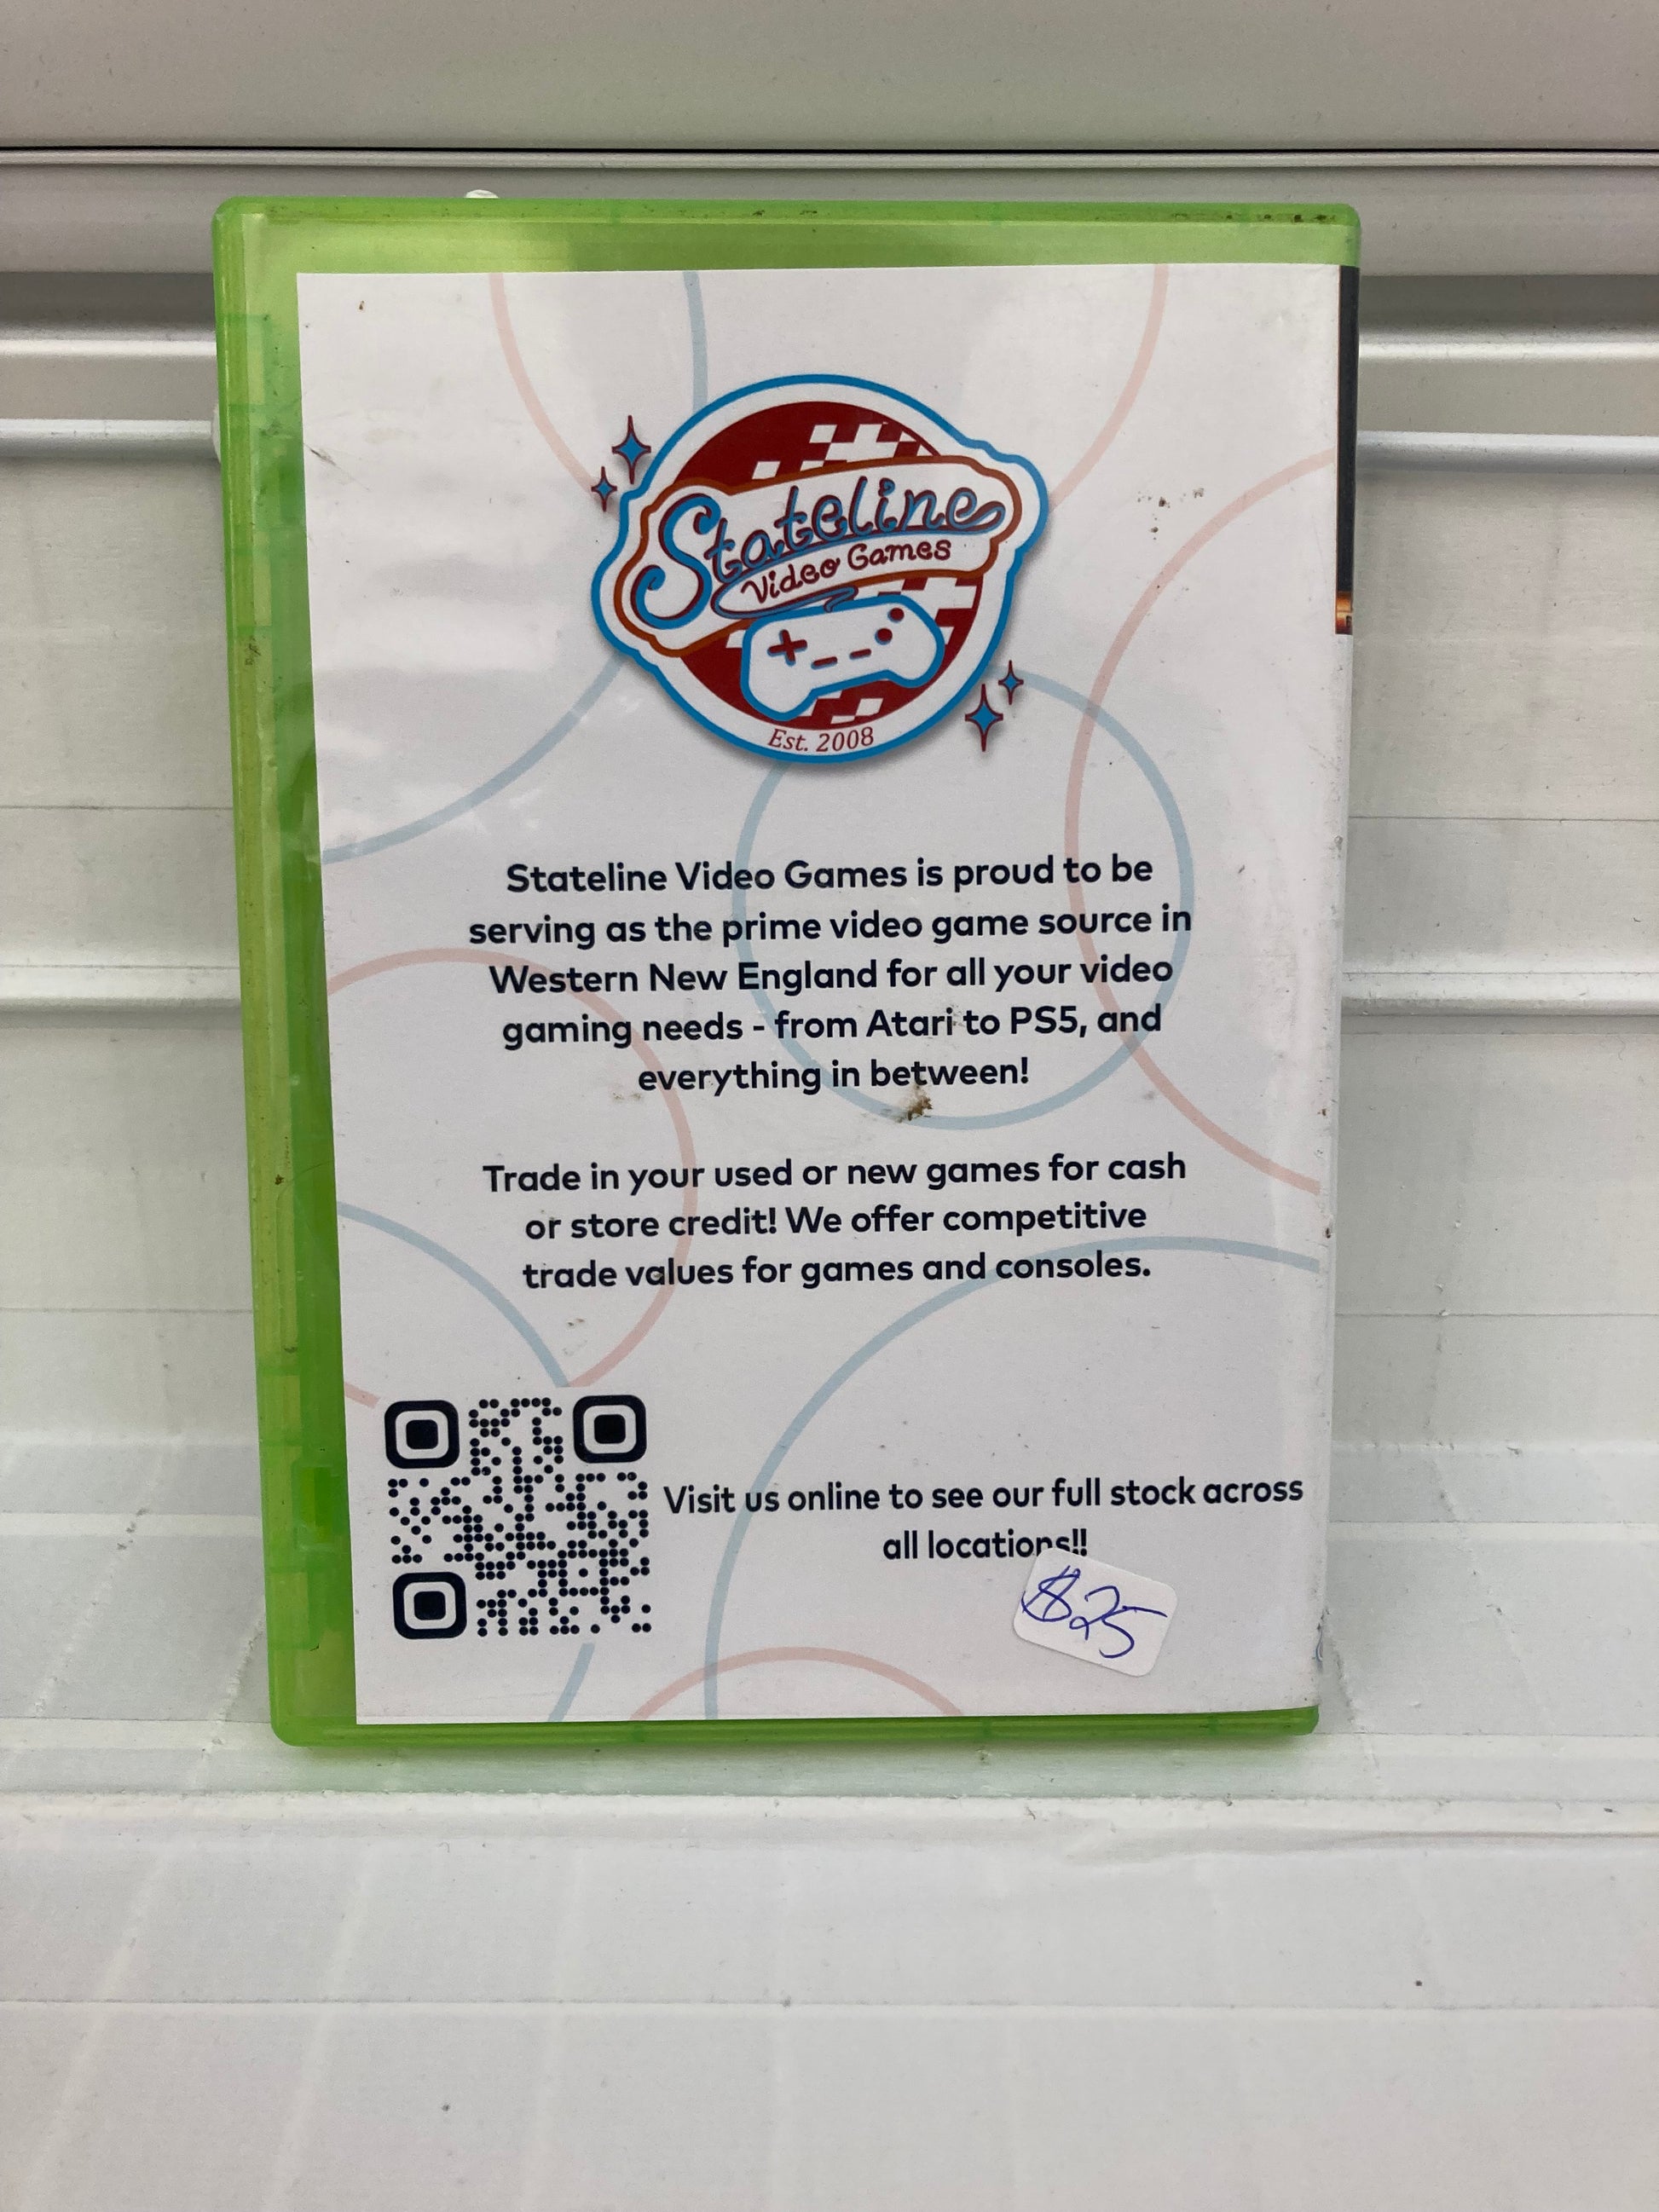 Stateline
Video Games
Est. 2008
Stateline Video Games is proud to be
serving as the prime video game source in
Western New England for all your video
gaming needs - from Atari to PS5, and
everything in between!
Trade in your used or new games for cash
or store credit! We offer competitive
trade values for games and consoles.
Visit us online to see our full stock across
all locations!!
$25